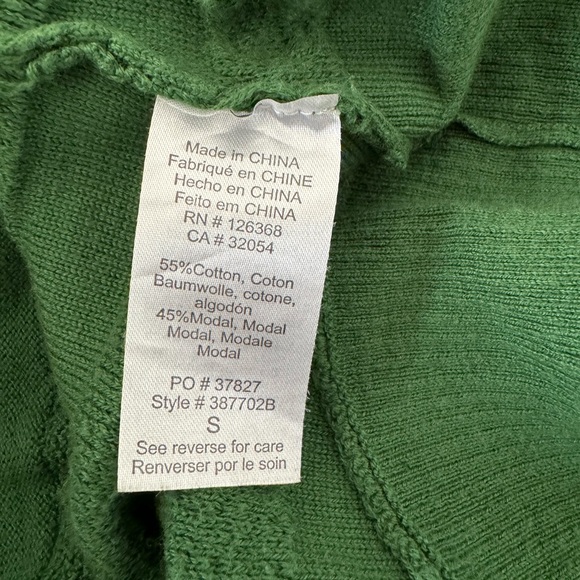 Made in CHINA
Fabriqué en CHINE
Hecho en CHINA
Feito em CHINA
RN # 126368
CA # 32054
55%Cotton, Coton
Baumwolle, cotone,
algodón
45%Modal, Modal
Modal, Modale
Modal
PO # 37827
Style # 387702B
S
See reverse for care
Renverser por le soin